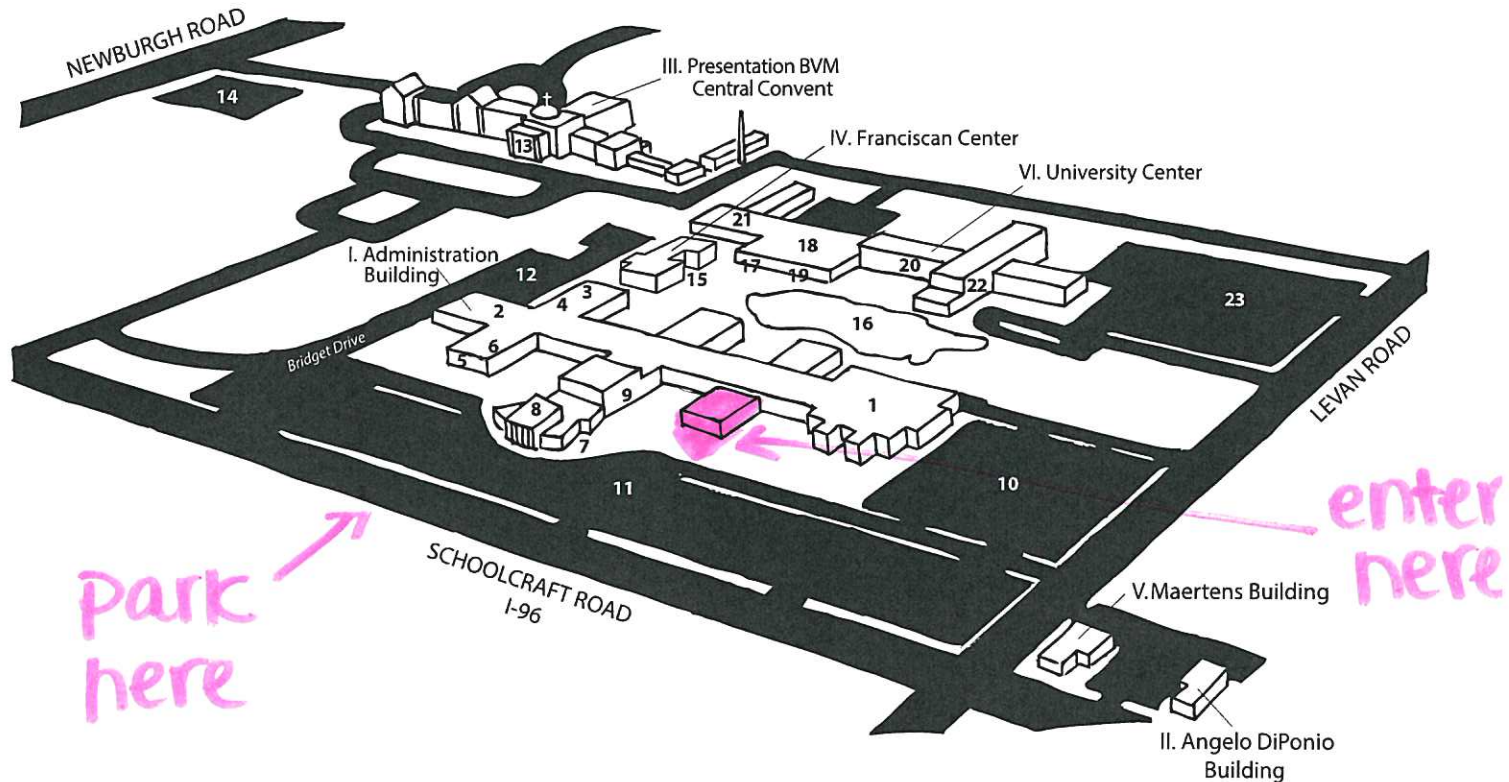 NEWBURGH ROAD
14
III. Presentation BVM
Central Convent
13
IV. Franciscan Center
VI. University Center
21
18
I. Administration
Building
12
17
19
20
15
22
23
3
2
4
16
Bridget Drive
6
5
LEVAN ROAD
8
9
1
7
11
10
enter
here
park
here
SCHOOLCRAFT ROAD
I-96
V.Maertens Building
II. Angelo DiPonio
Building